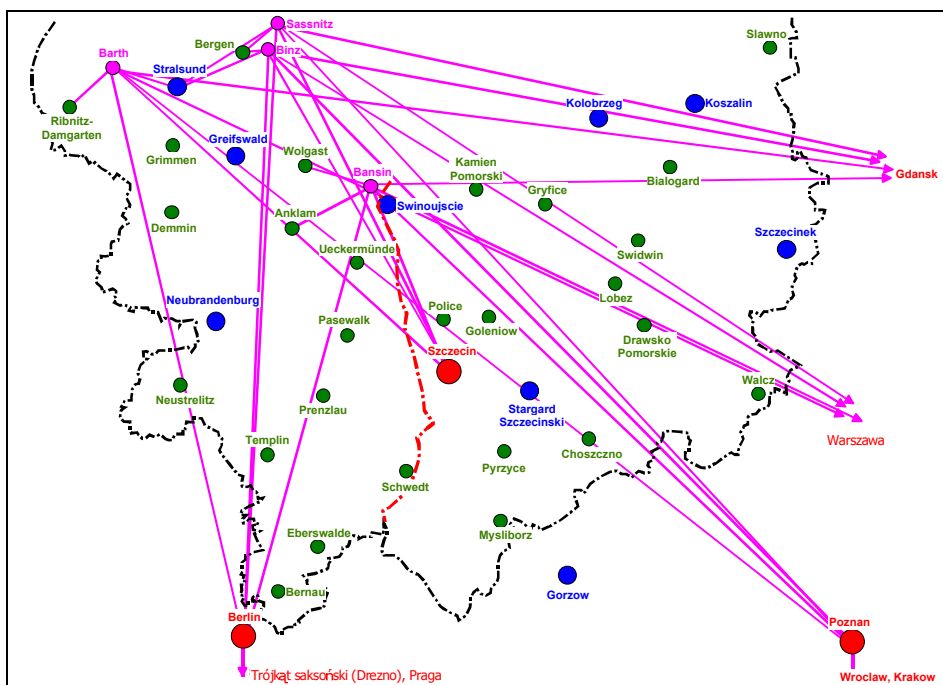 Sassnitz
Slawno
Bergen
Binz
Barth
Stralsund
Kolobrzeg
Koszalin
Ribnitz-
Damgarten
Greifswald
Grimmen
Wolgast
Kamien
Pomorski
Bansin
Gryfice
Bialogard
Gdansk
Swinoujscie
Anklam
Demmin
Ueckermünde
Szczecinek
Swidwin
Lobez
Neubrandenburg
Police
Pasewalk
Goleniow
Drawsko
Pomorskie
Szczecin
Walcz
Neustrelitz
Prenzlau
Stargard
Szczecinski
Warszawa
Templin
Choszczno
Pyrzyce
Schwedt
Mysliborz
Eberswalde
Bernau
Gorzow
Berlin
Poznan
Trójkąt saksoński (Drezno), Praga
Wroclaw, Krakow